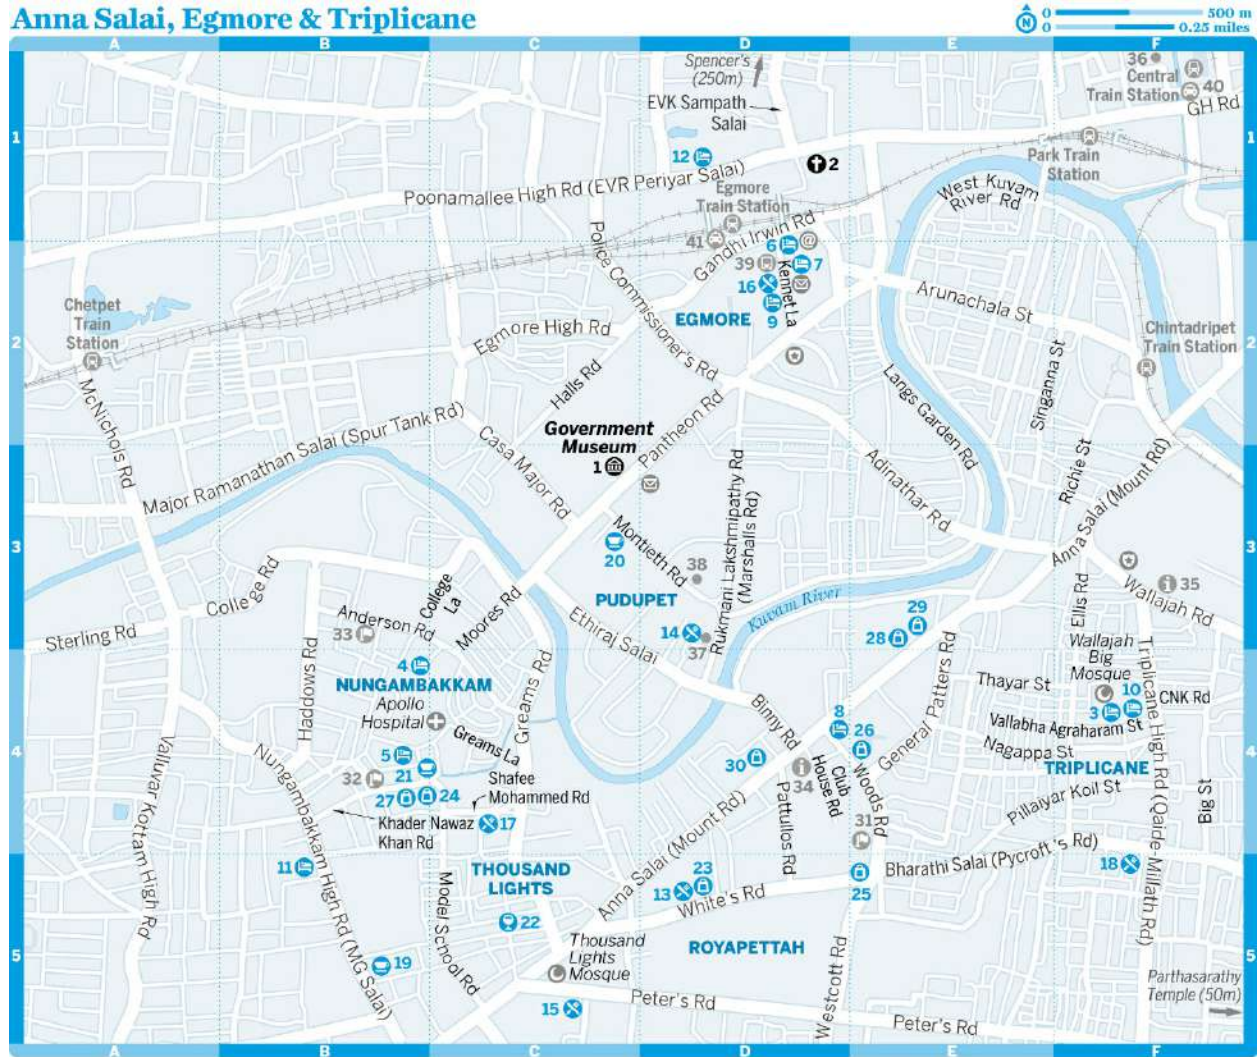 Anna Salai, Egmore & Triplicane
0 500 m
0 0.25 miles
N
A B C D E F
1
2
3
4
5
Spencer's
(250m)
EVK Sampath
Salai
36
Central
Train Station
40
GH Rd
12
2
Park Train
Station
Poonamallee High Rd (EVR Periyar Salai)
Egmore
Train Station
West Kuvam
River Rd
41
Gandhi Irwin Rd
6
@
39
7
16
Kennet La
9
EGMORE
Police Commissioner's Rd
Arunachala St
Chetpet
Train
Station
Egmore High Rd
Chintadripet
Train Station
McNichols Rd
Halls Rd
Langs Garden Rd
Singanna St
Major Ramanathan Salai (Spur Tank Rd)
Casa Major Rd
Government
Museum
1
Pantheon Rd
Adinathar Rd
Richie St
Anna Salai (Mount Rd)
Rukmani Lakshmipathy Rd
(Marshalls Rd)
Montieth Rd
20
38
PUDUPET
College Rd
College
La
Moores Rd
Anderson Rd
33
Sterling Rd
Ethiraj Salai
14
37
Kuvam River
29
28
Ellis Rd
35
Wallajah Rd
Wallajah
Big
Mosque
4
NUNGAMBAKKAM
Apollo
Hospital
Haddows Rd
Greams Rd
Greams La
Binny Rd
8
26
General Patters Rd
Thayar St
10
3
CNK Rd
Vallabha Agraharam St
Nagappa St
TRIPLICANE
Triplicane High Rd (Qaide Millath Rd)
Valluvar Kottam High Rd
Nungambakkam High Rd (MG Salai)
5
21
32
27
24
Shafee
Mohammed Rd
Khader Nawaz
Khan Rd
17
30
34
Club
House Rd
Woods Rd
Pattullos Rd
31
Pillaiyar Koil St
Big St
11
THOUSAND
LIGHTS
Anna Salai (Mount Rd)
23
13
White's Rd
25
Bharathi Salai (Pycroft's Rd)
18
Model School Rd
22
ROYAPETTAH
19
Thousand
Lights
Mosque
Westcott Rd
15
Peter's Rd
Peter's Rd
Parthasarathy
Temple (50m)
1
2
3
4
5
A B C D E F